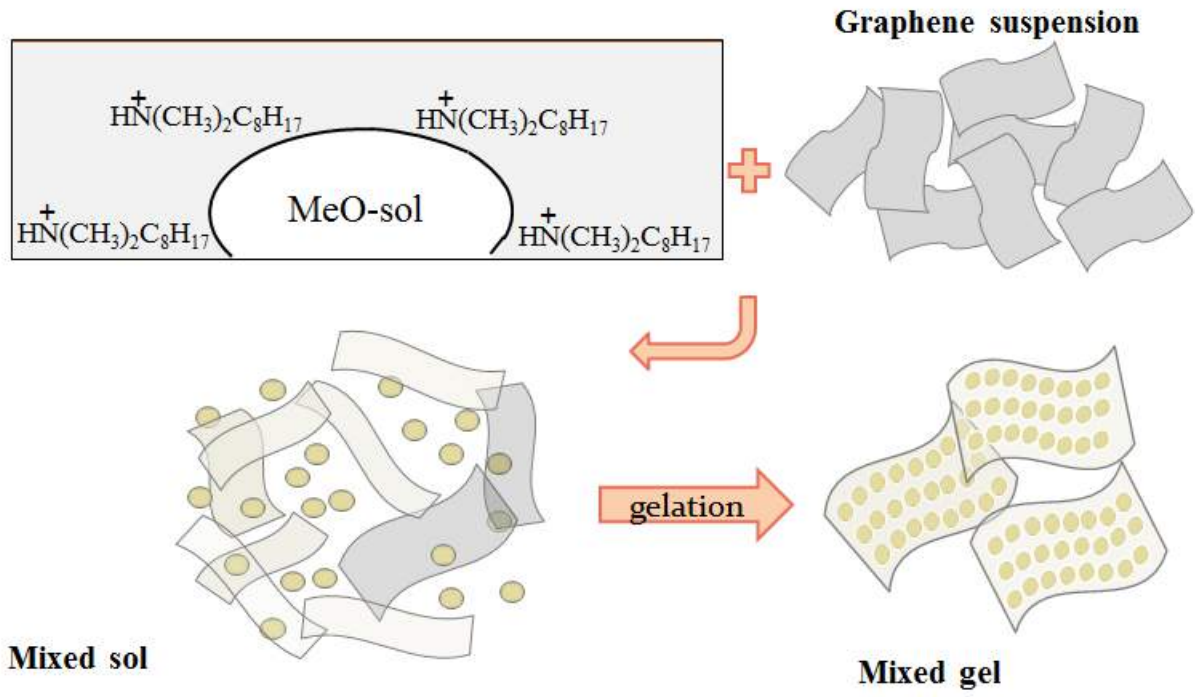 Graphene suspension
HN⁺(CH₃)₂C₈H₁₇
HN⁺(CH₃)₂C₈H₁₇
MeO-sol
HN⁺(CH₃)₂C₈H₁₇
HN⁺(CH₃)₂C₈H₁₇
gelation
Mixed sol
Mixed gel